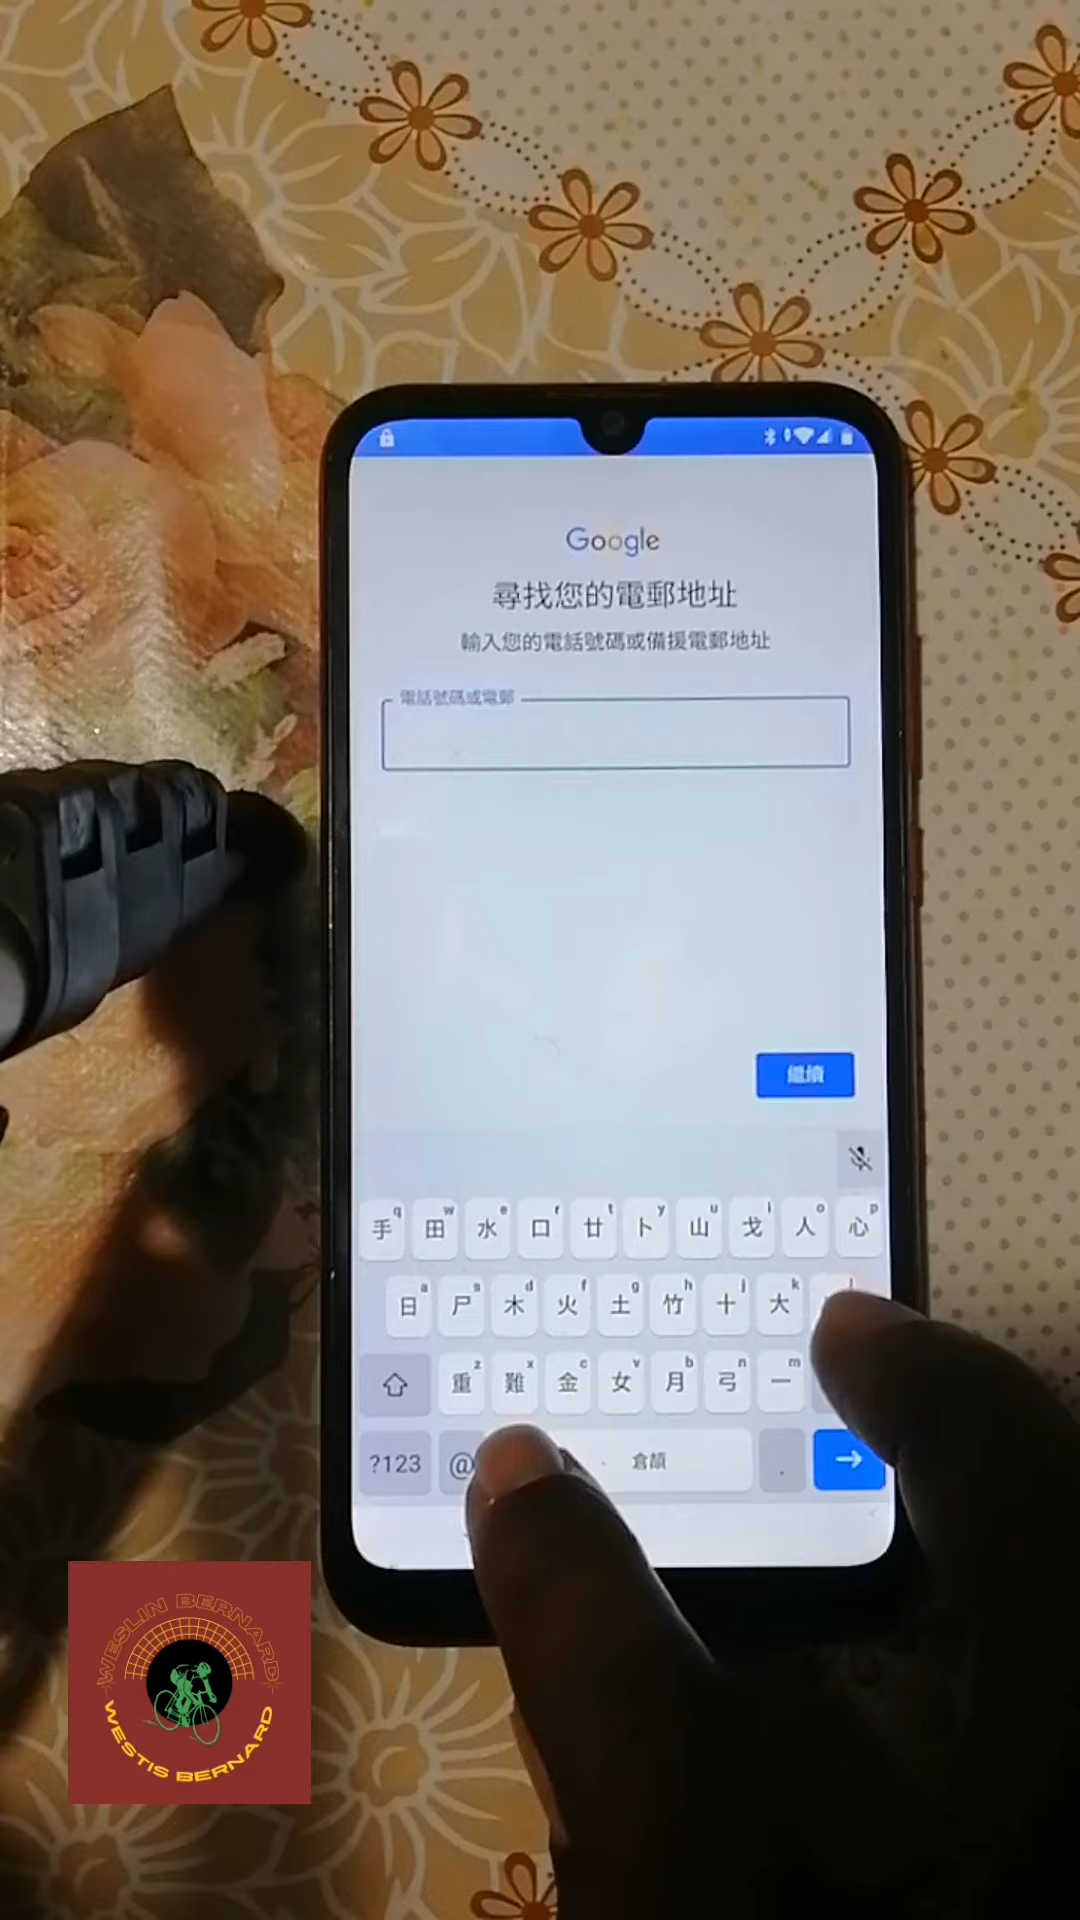 Google
尋找您的電郵地址
輸入您的電話號碼或備援電郵地址
電話號碼或電郵
繼續
手 q 田 w 水 e 口 r 廿 t 卜 y 山 u 戈 i 人 o 心 p
日 a 尸 s 木 d 火 f 土 g 竹 h 十 j 大 k l
重 z 難 x 金 c 女 v 月 b 弓 n 一 m
?123 @ 倉頡 .
WESLIN BERNARD
WESTIS BERNARD